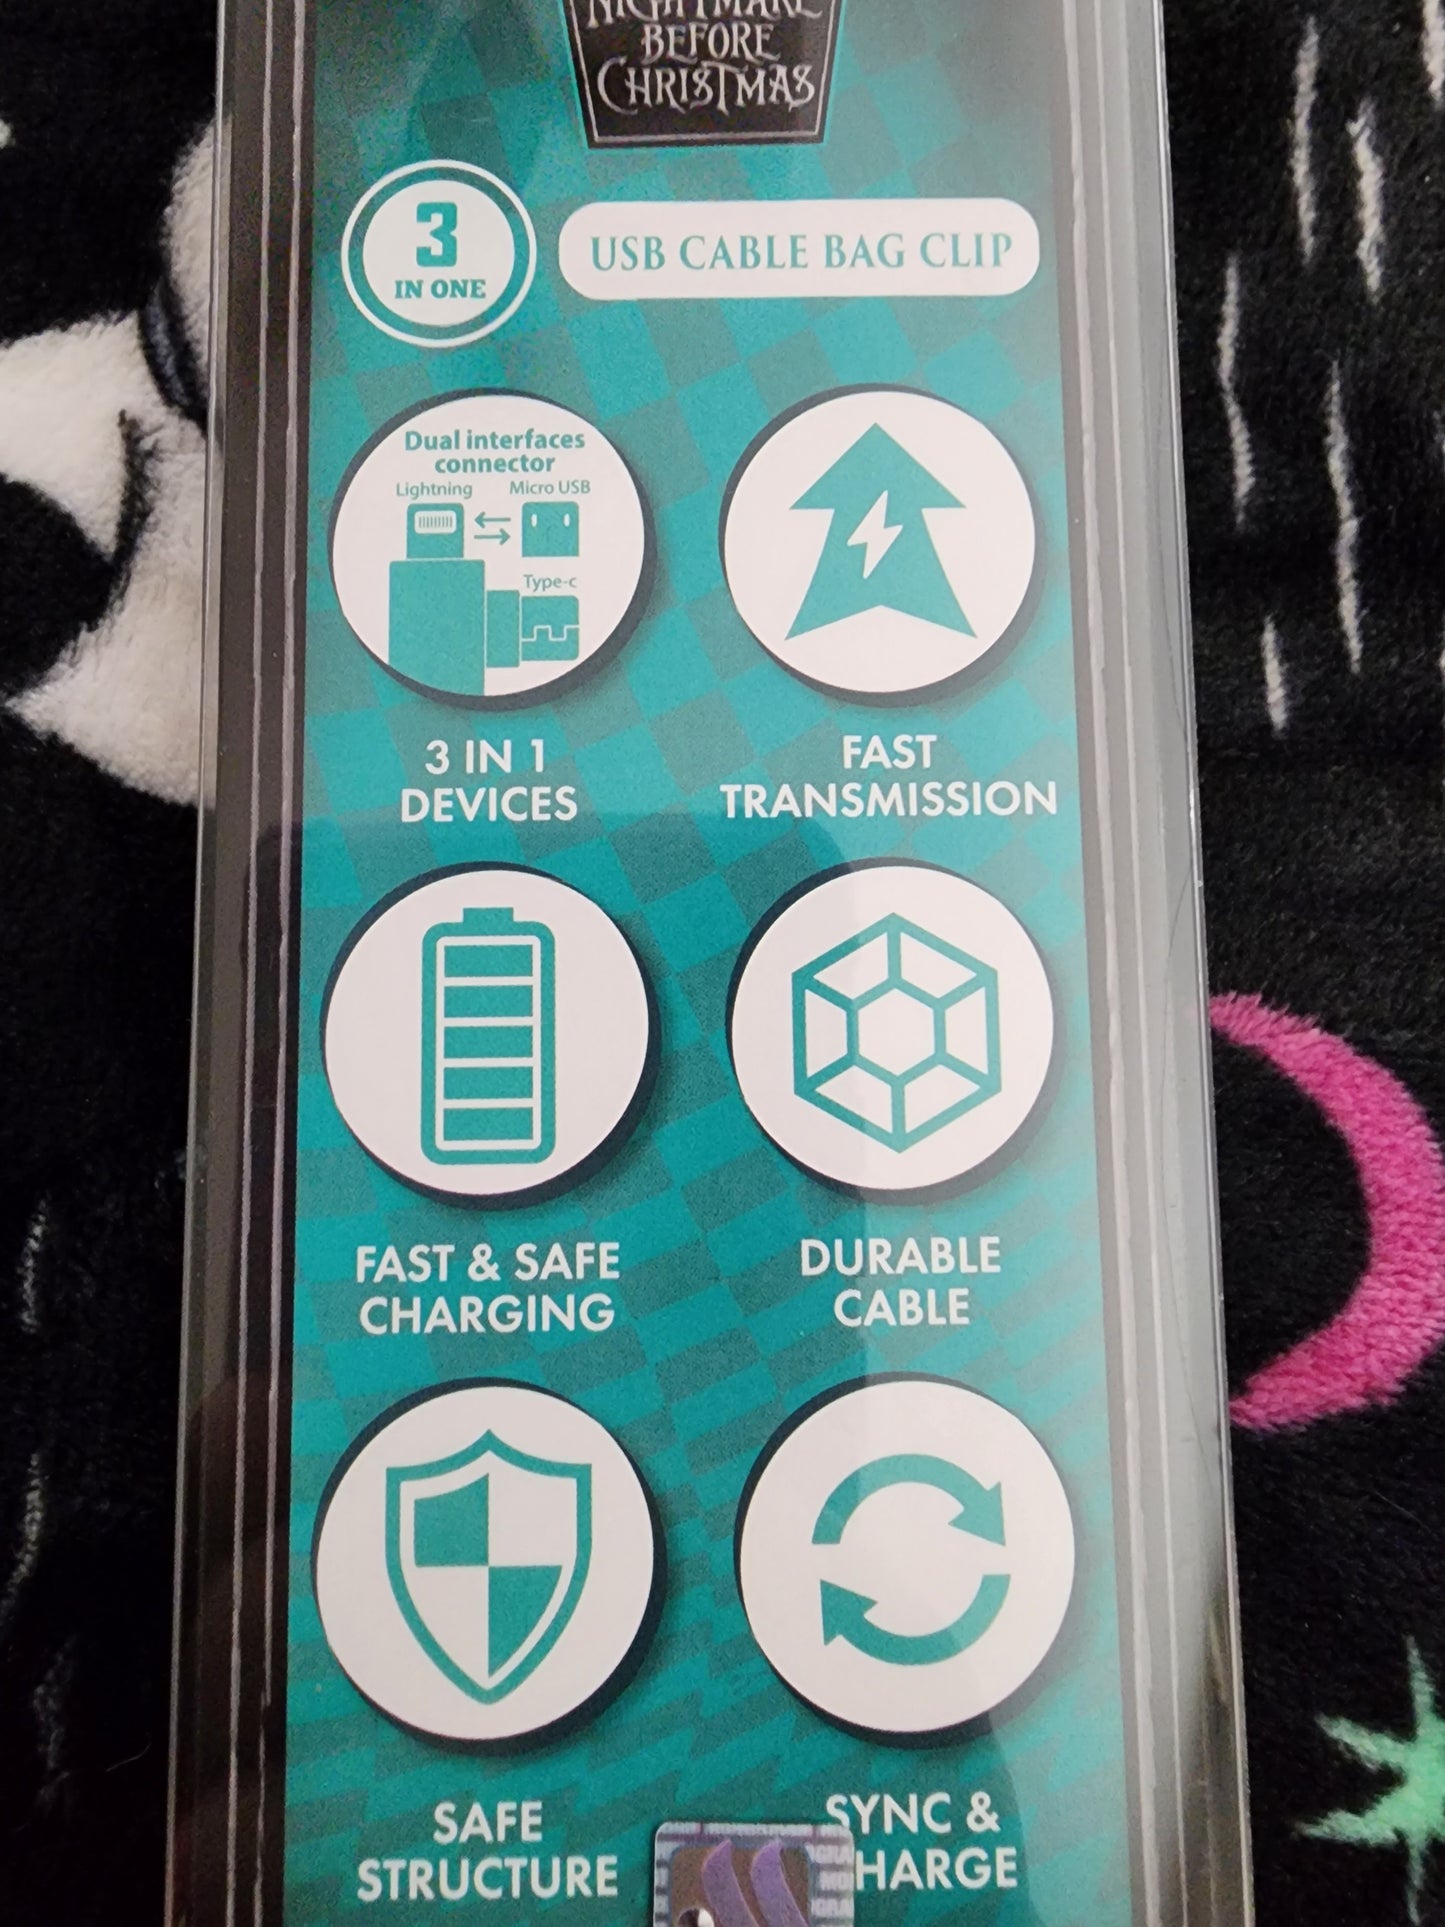 NIGHTMARE
BEFORE
CHRISTMAS
3
IN ONE
USB CABLE BAG CLIP
Dual interfaces
connector
Lightning
Micro USB
Type-c
3 IN 1
DEVICES
FAST
TRANSMISSION
FAST & SAFE
CHARGING
DURABLE
CABLE
SAFE
STRUCTURE
SYNC &
HARGE